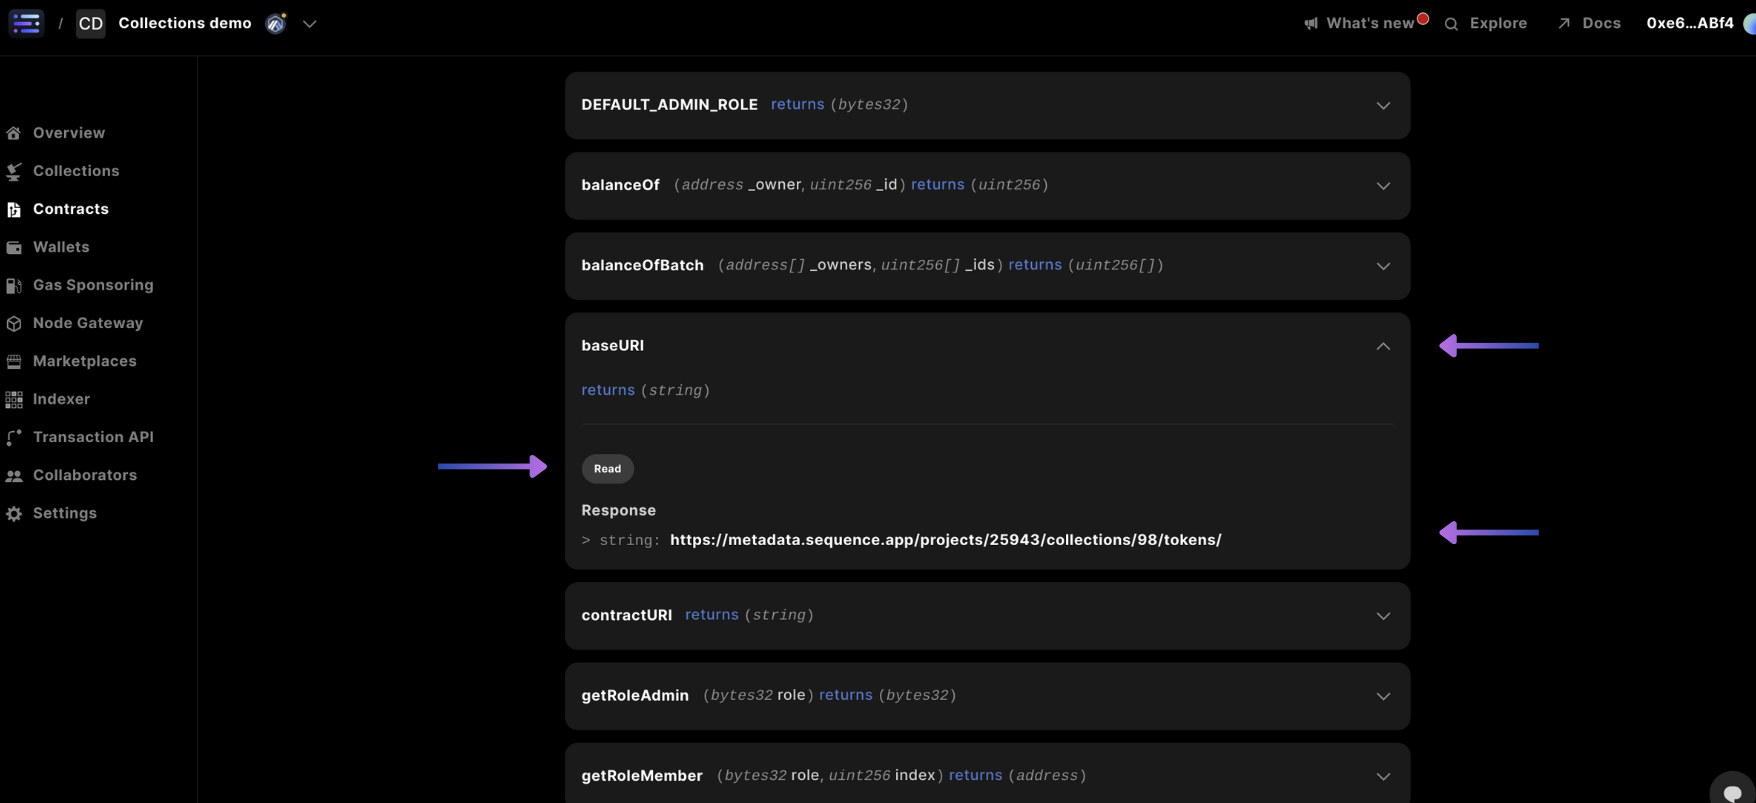 / CD Collections demo
What's new Explore Docs 0xe6...ABf4
Overview
Collections
Contracts
Wallets
Gas Sponsoring
Node Gateway
Marketplaces
Indexer
Transaction API
Collaborators
Settings
DEFAULT_ADMIN_ROLE returns (bytes32)
balanceOf (address _owner, uint256 _id) returns (uint256)
balanceOfBatch (address[] _owners, uint256[] _ids) returns (uint256[])
baseURI
returns (string)
Read
Response
> string: https://metadata.sequence.app/projects/25943/collections/98/tokens/
contractURI returns (string)
getRoleAdmin (bytes32 role) returns (bytes32)
getRoleMember (bytes32 role, uint256 index) returns (address)